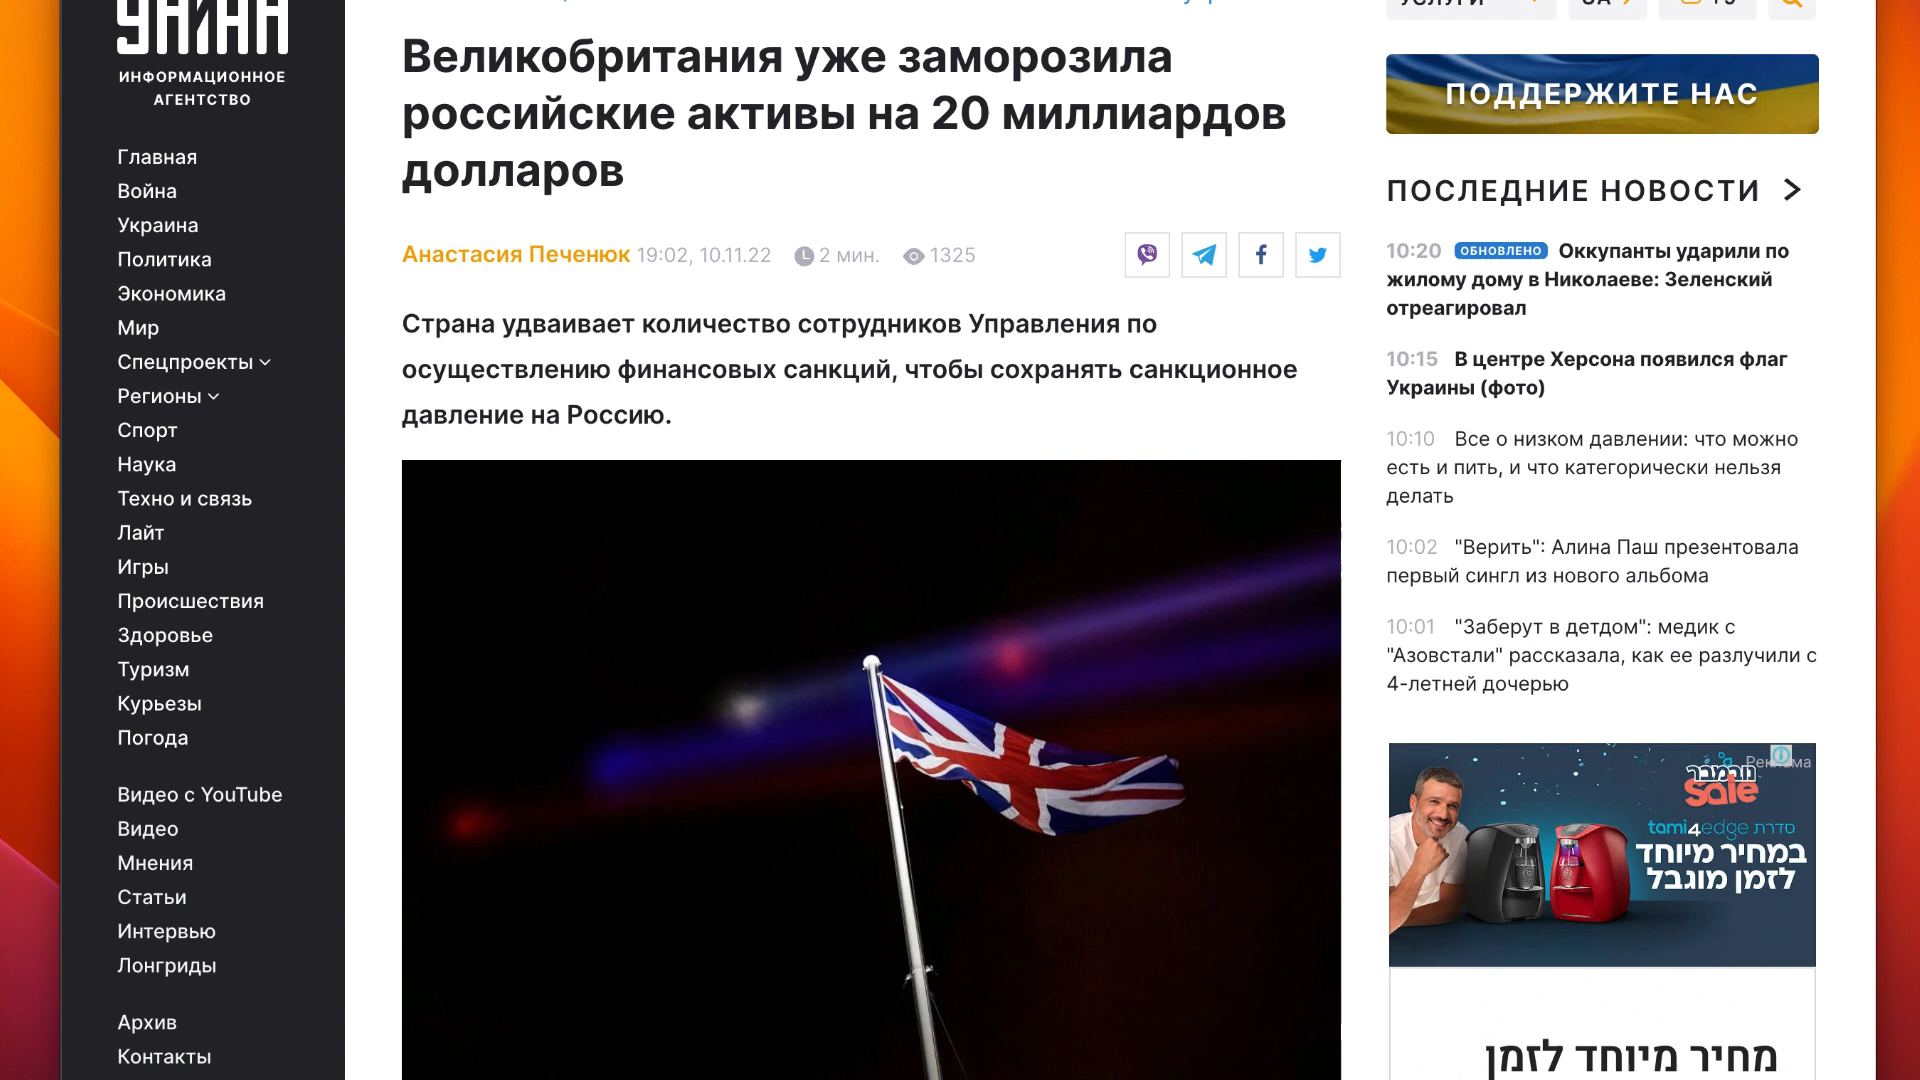 УНИАН
ИНФОРМАЦИОННОЕ
АГЕНТСТВО
Главная
Война
Украина
Политика
Экономика
Мир
Спецпроекты
Регионы
Спорт
Наука
Техно и связь
Лайт
Игры
Происшествия
Здоровье
Туризм
Курьезы
Погода
Видео с YouTube
Видео
Мнения
Статьи
Интервью
Лонгриды
Архив
Контакты
Великобритания уже заморозила
российские активы на 20 миллиардов
долларов
Анастасия Печенюк 19:02, 10.11.22 2 мин. 1325
Страна удваивает количество сотрудников Управления по
осуществлению финансовых санкций, чтобы сохранять санкционное
давление на Россию.
УСЛУГИ
ПОДДЕРЖИТЕ НАС
ПОСЛЕДНИЕ НОВОСТИ
10:20 ОБНОВЛЕНО Оккупанты ударили по
жилому дому в Николаеве: Зеленский
отреагировал
10:15 В центре Херсона появился флаг
Украины (фото)
10:10 Все о низком давлении: что можно
есть и пить, и что категорически нельзя
делать
10:02 "Верить": Алина Паш презентовала
первый сингл из нового альбома
10:01 "Заберут в детдом": медик с
"Азовстали" рассказала, как ее разлучили с
4-летней дочерью
Реклама
נובמבר
Sale
סדרת tami4edge
במחיר מיוחד
לזמן מוגבל
מחיר מיוחד לזמן